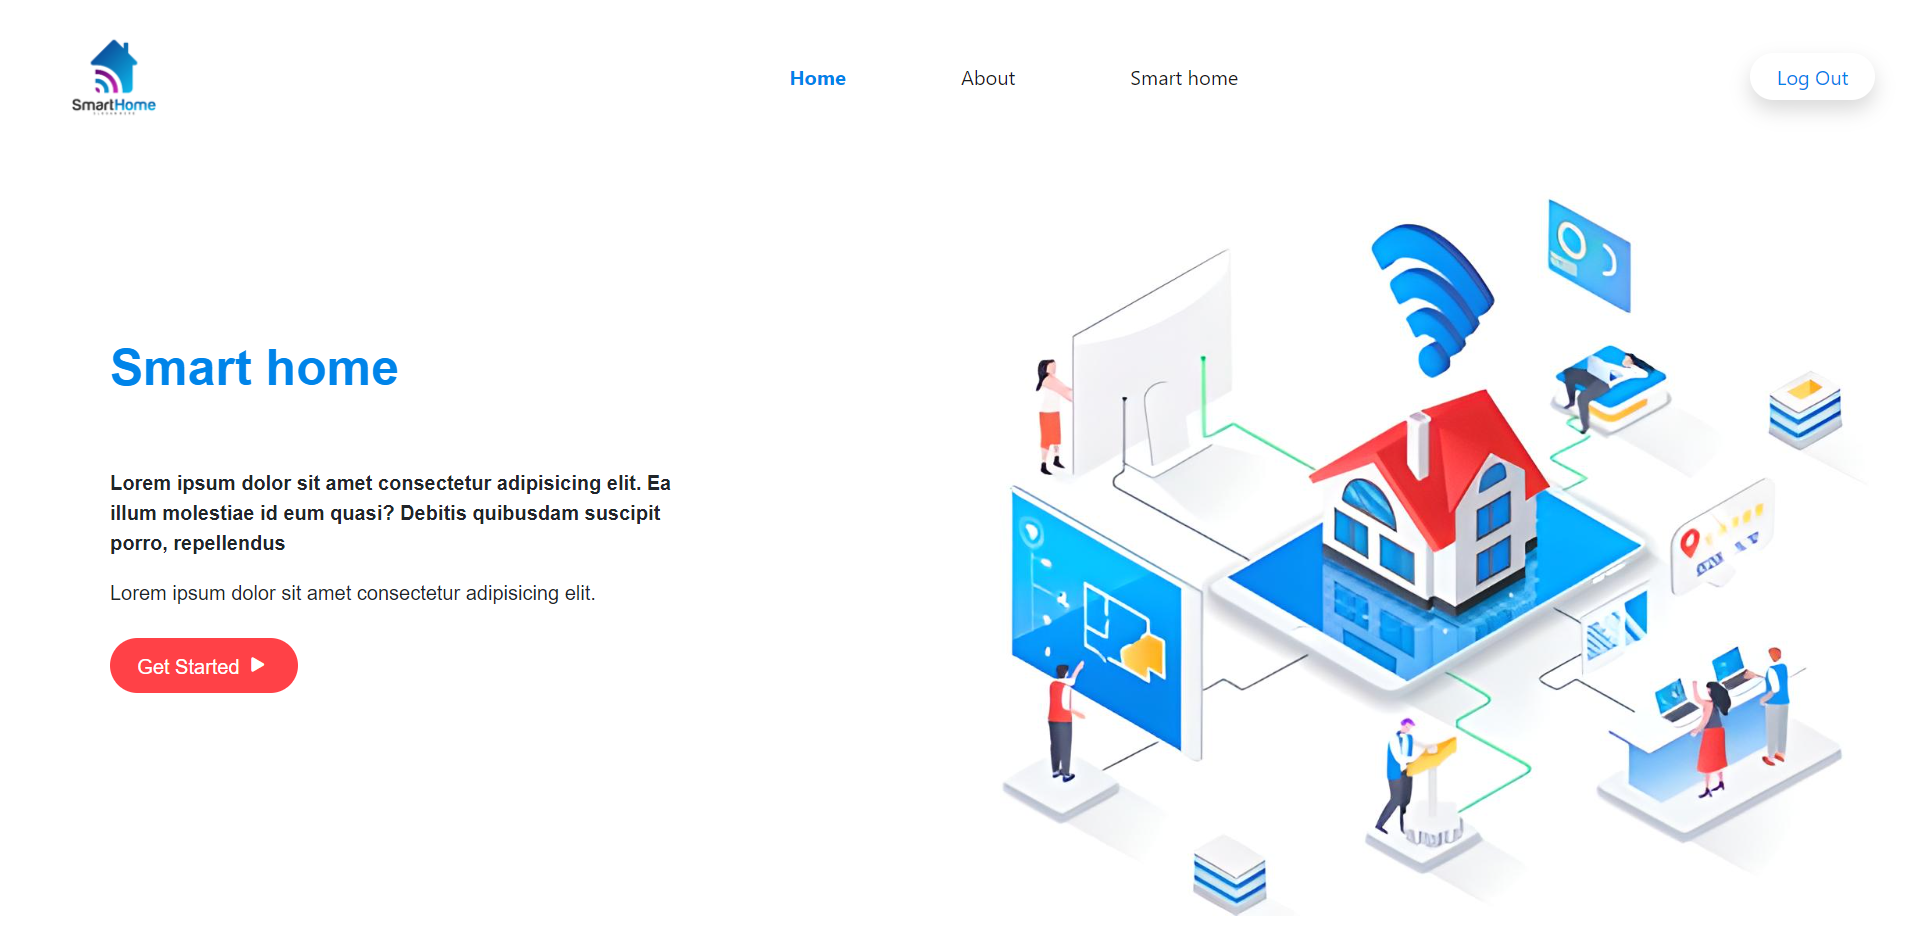 SmartHome
Home
About
Smart home
Log Out
Smart home
Lorem ipsum dolor sit amet consectetur adipisicing elit. Ea
illum molestiae id eum quasi? Debitis quibusdam suscipit
porro, repellendus
Lorem ipsum dolor sit amet consectetur adipisicing elit.
Get Started